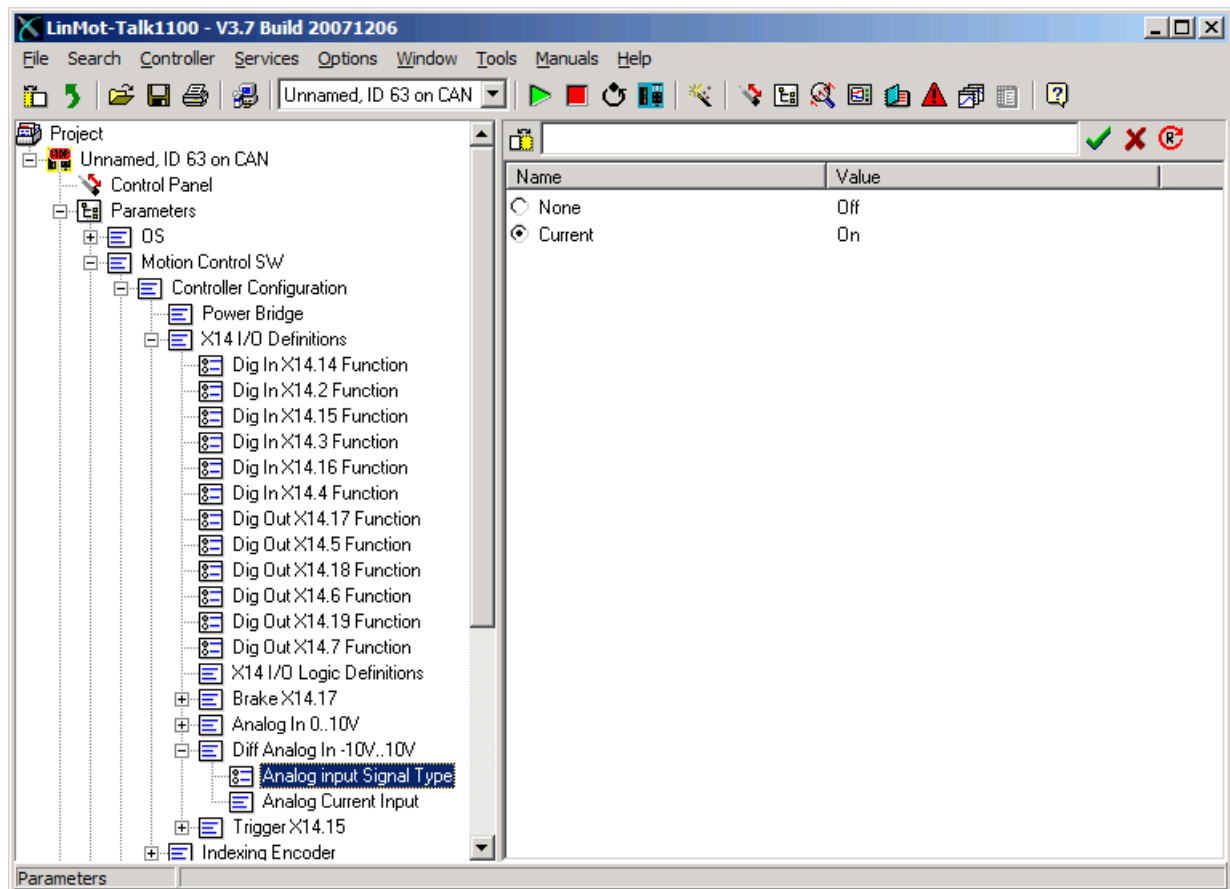 LinMot-Talk1100 - V3.7 Build 20071206
File Search Controller Services Options Window Tools Manuals Help
Unnamed, ID 63 on CAN
Project
Unnamed, ID 63 on CAN
Control Panel
Parameters
OS
Motion Control SW
Controller Configuration
Power Bridge
X14 I/O Definitions
Dig In X14.14 Function
Dig In X14.2 Function
Dig In X14.15 Function
Dig In X14.3 Function
Dig In X14.16 Function
Dig In X14.4 Function
Dig Out X14.17 Function
Dig Out X14.5 Function
Dig Out X14.18 Function
Dig Out X14.6 Function
Dig Out X14.19 Function
Dig Out X14.7 Function
X14 I/O Logic Definitions
Brake X14.17
Analog In 0..10V
Diff Analog In -10V..10V
Analog input Signal Type
Analog Current Input
Trigger X14.15
Indexing Encoder
Name Value
None Off
Current On
Parameters